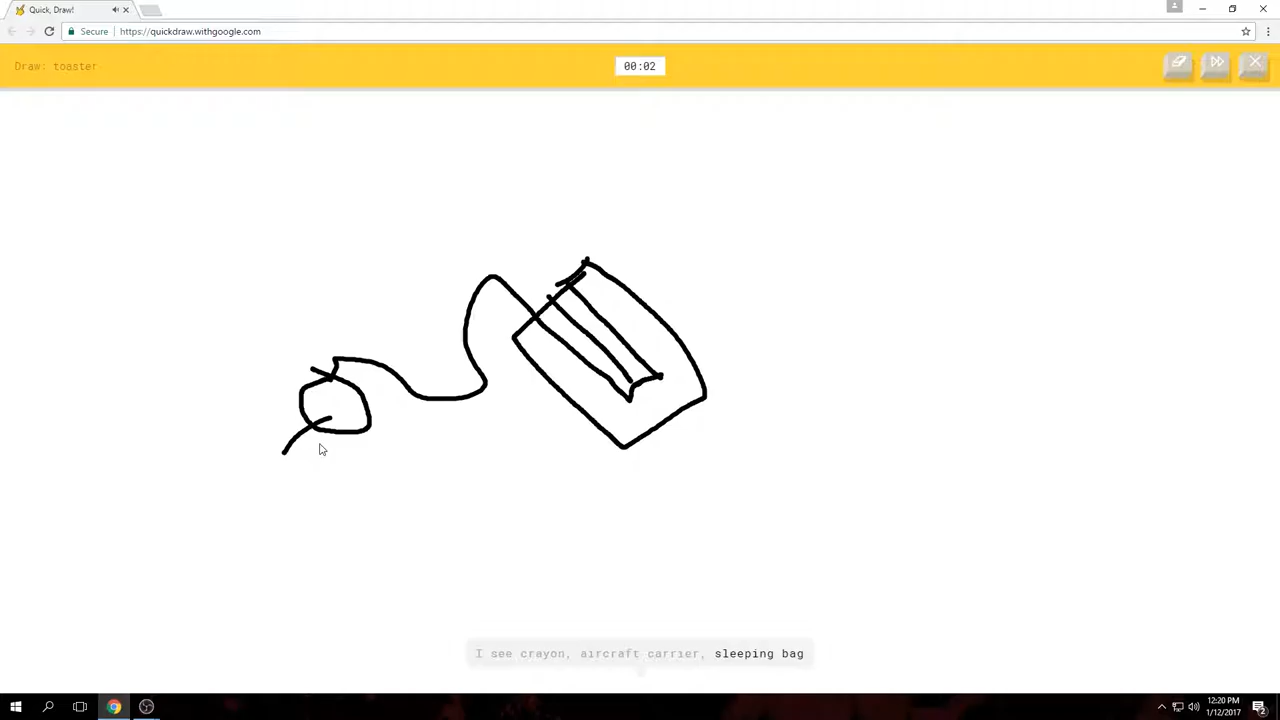 Quick, Draw!
Secure
https://quickdraw.withgoogle.com
Draw: toaster
00:02
I see crayon, aircraft carrier, sleeping bag
12:20 PM
1/12/2017
2